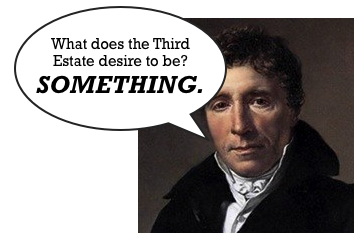 What does the Third
Estate desire to be?
SOMETHING.